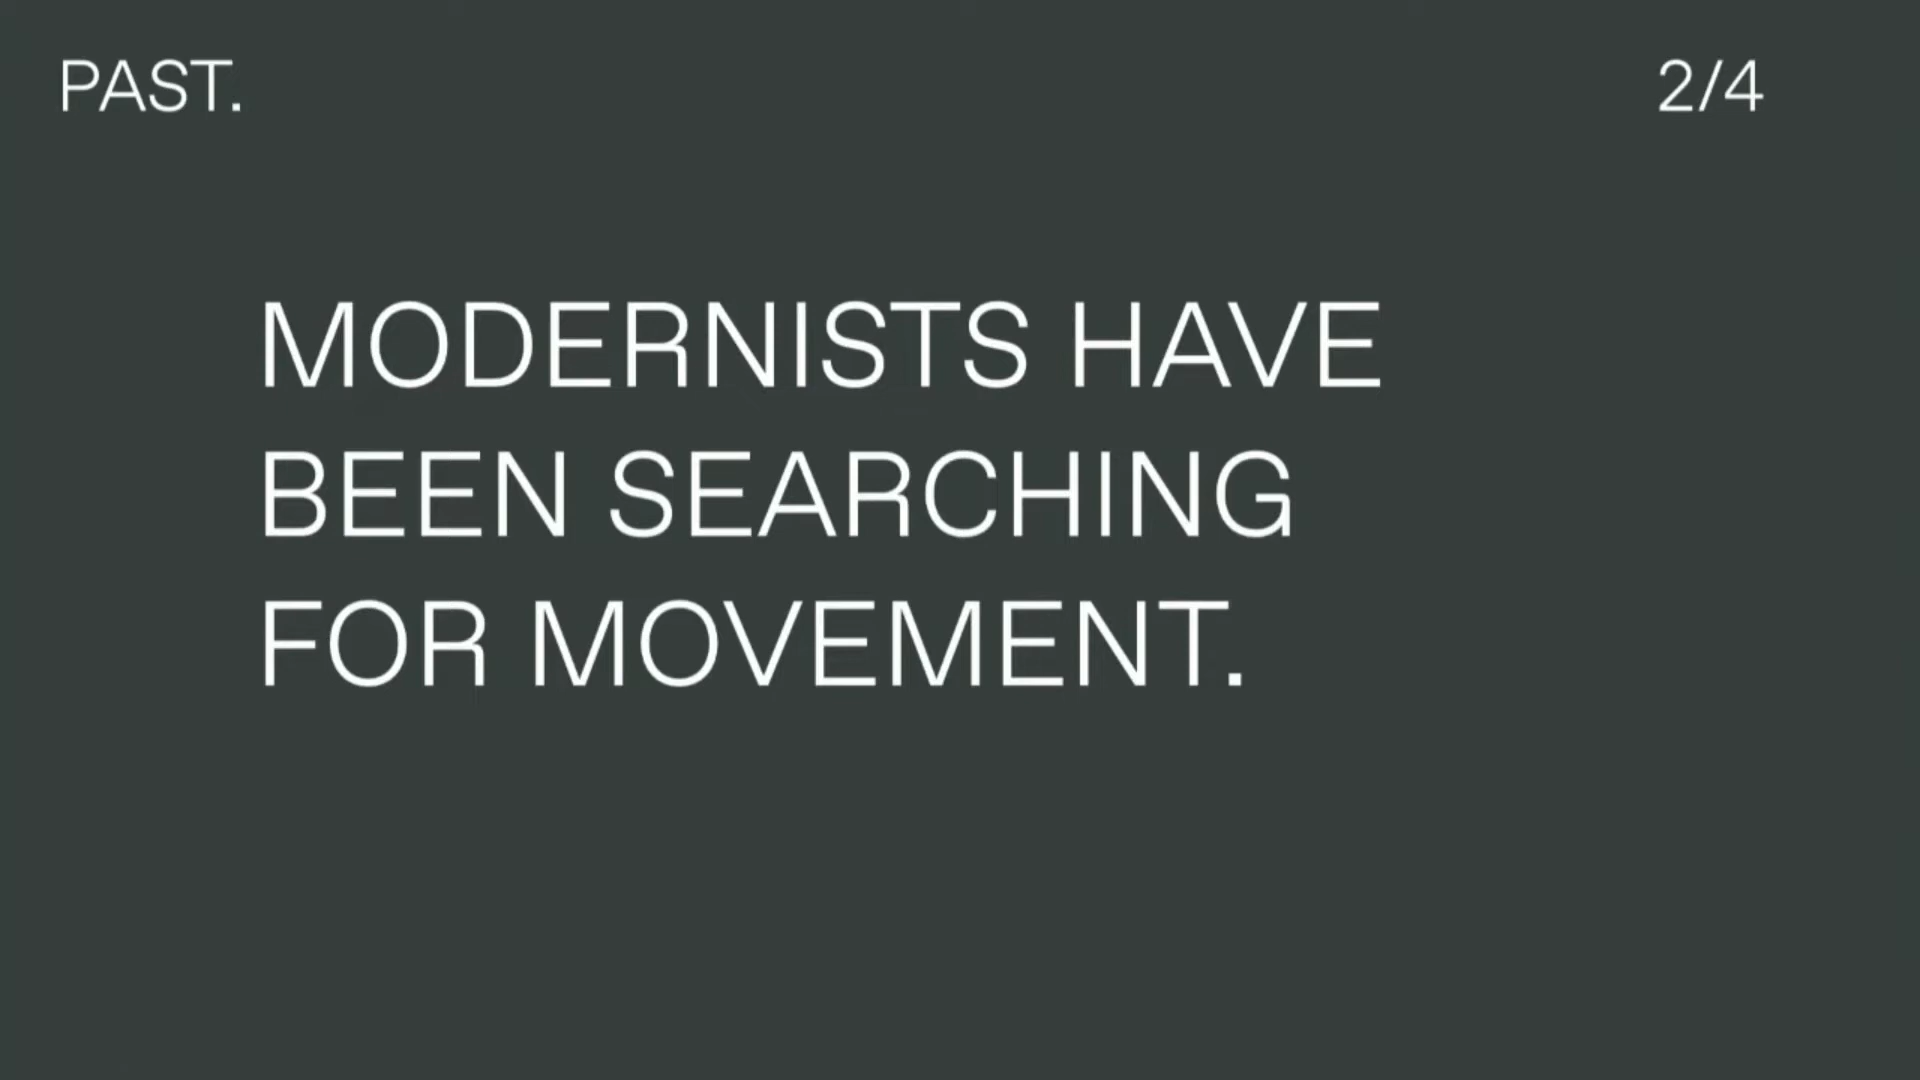 PAST.
2/4
MODERNISTS HAVE
BEEN SEARCHING
FOR MOVEMENT.